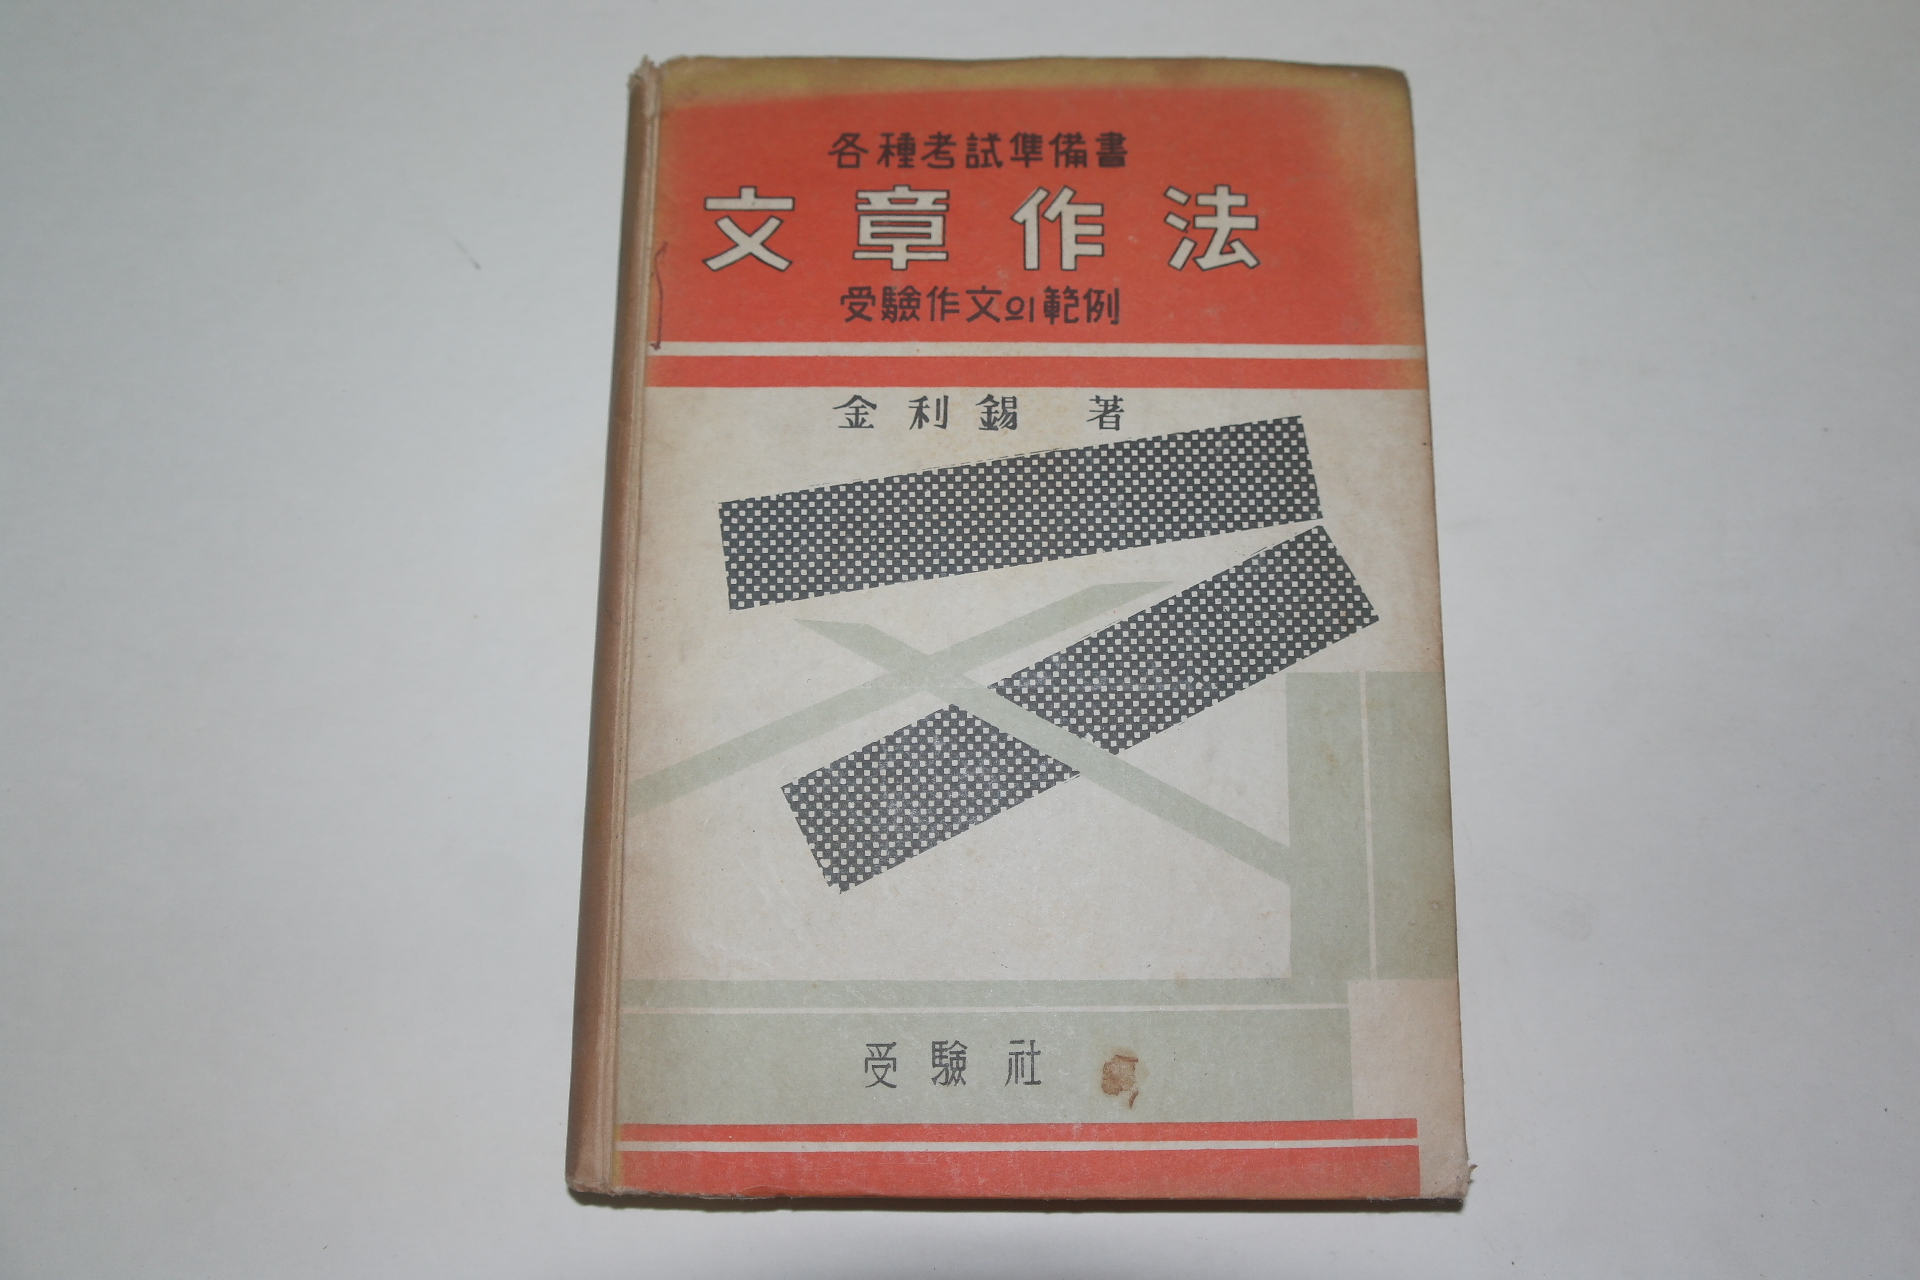 各種考試準備書
文章作法
受驗作文의範例
金利錫 著
受驗社